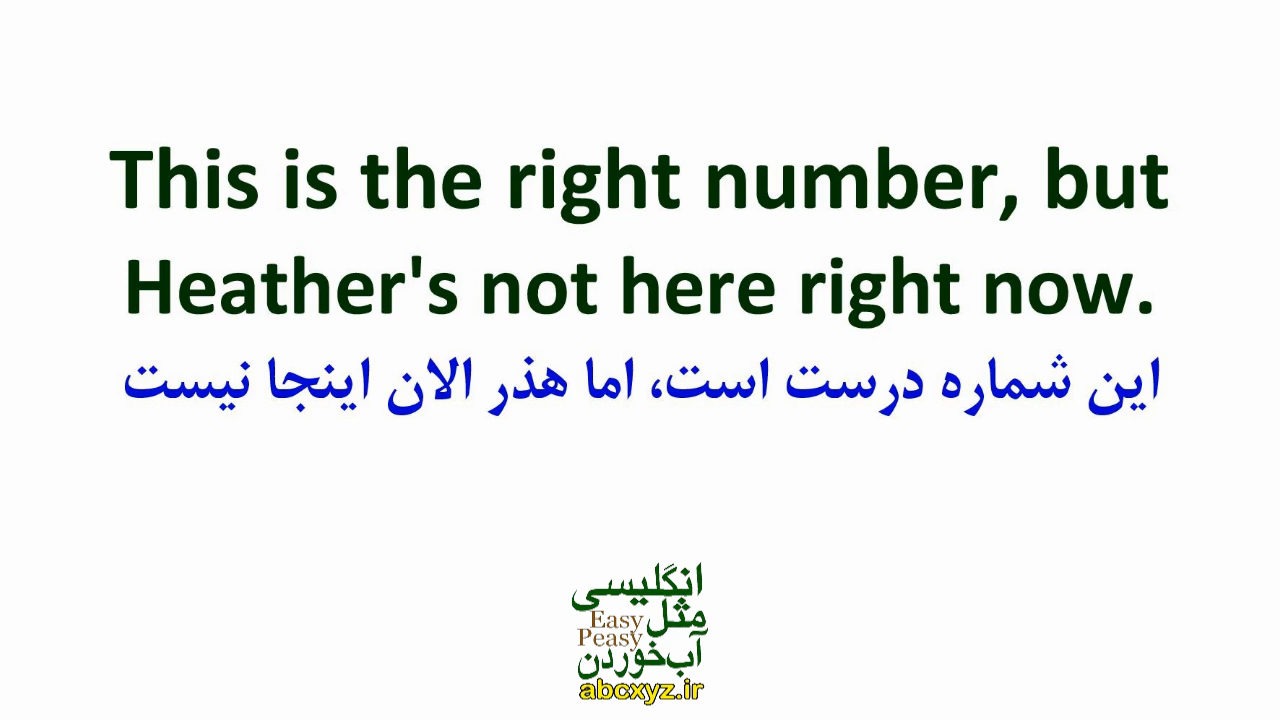 This is the right number, but
Heather's not here right now.
این شماره درست است، اما هذر الان اینجا نیست
انگلیسی
مثل
Easy
Peasy
آب‌خوردن
abcxyz.ir